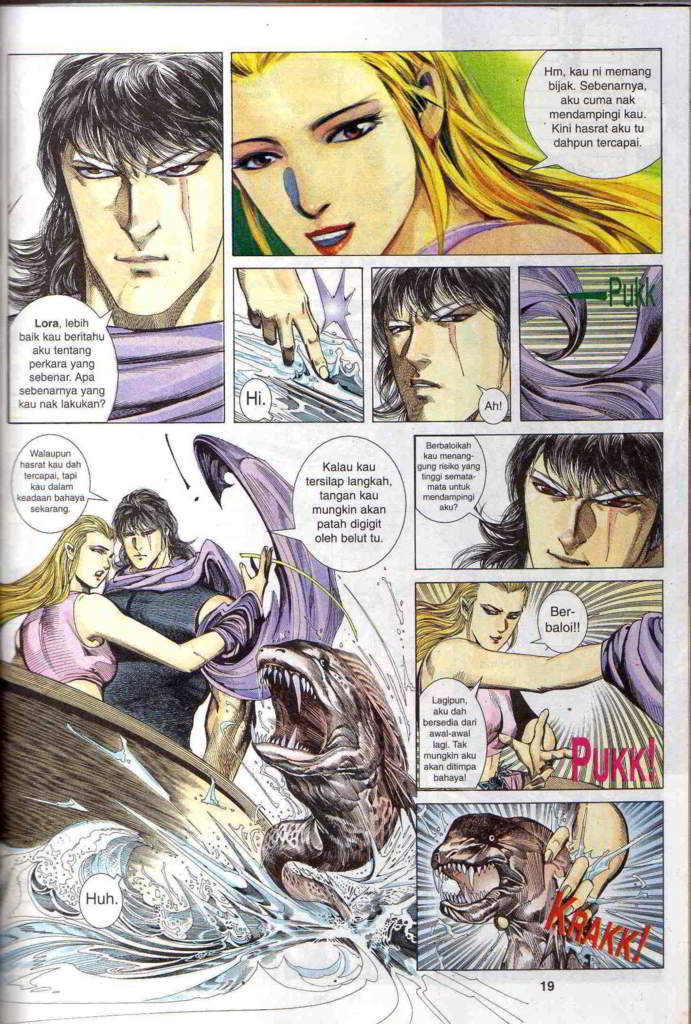 Lora, lebih
baik kau beritahu
aku tentang
perkara yang
sebenar. Apa
sebenarnya yang
kau nak lakukan?
Hm, kau ni memang
bijak. Sebenarnya,
aku cuma nak
mendampingi kau.
Kini hasrat aku tu
dahpun tercapai.
Hi.
Ah!
PUKK
Walaupun
hasrat kau dah
tercapai, tapi
kau dalam
keadaan bahaya
sekarang.
Kalau kau
tersilap langkah,
tangan kau
mungkin akan
patah digigit
oleh belut tu.
Huh.
Berbaloikah
kau menang-
gung risiko yang
tinggi semata-
mata untuk
mendampingi
aku?
Ber-
baloi!!
Lagipun,
aku dah
bersedia dari
awal-awal
lagi. Tak
mungkin aku
akan ditimpa
bahaya!
PUKK!
KRAKK!
19